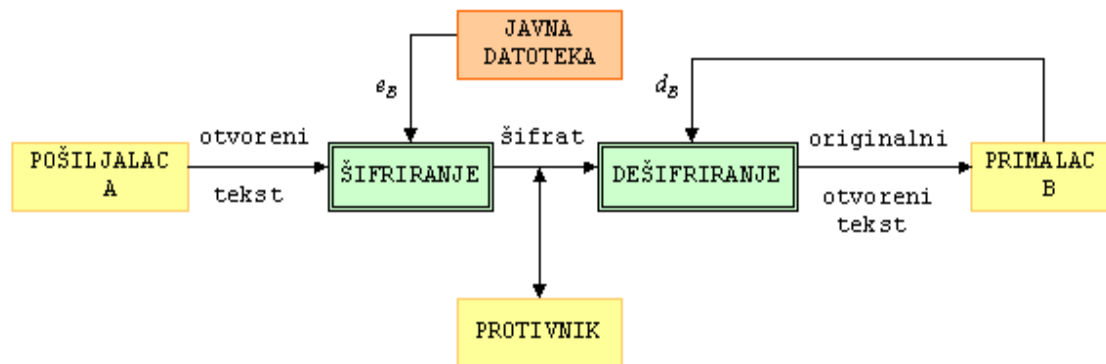 JAVNA
DATOTEKA
e_B
d_B
otvoreni
šifrat
originalni
POŠILJALAC
A
ŠIFRIRANJE
DEŠIFRIRANJE
PRIMALAC
B
tekst
otvoreni
tekst
PROTIVNIK